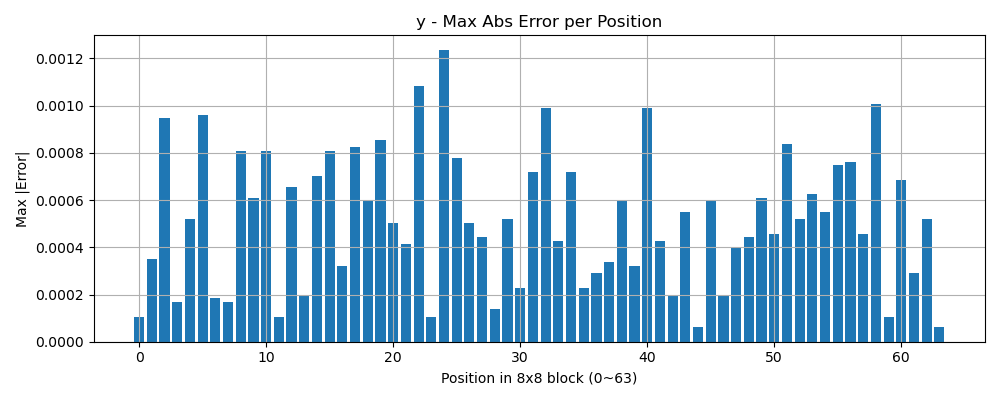 y - Max Abs Error per Position
Max |Error|
0.0012
0.0010
0.0008
0.0006
0.0004
0.0002
0.0000
0 10 20 30 40 50 60
Position in 8x8 block (0~63)